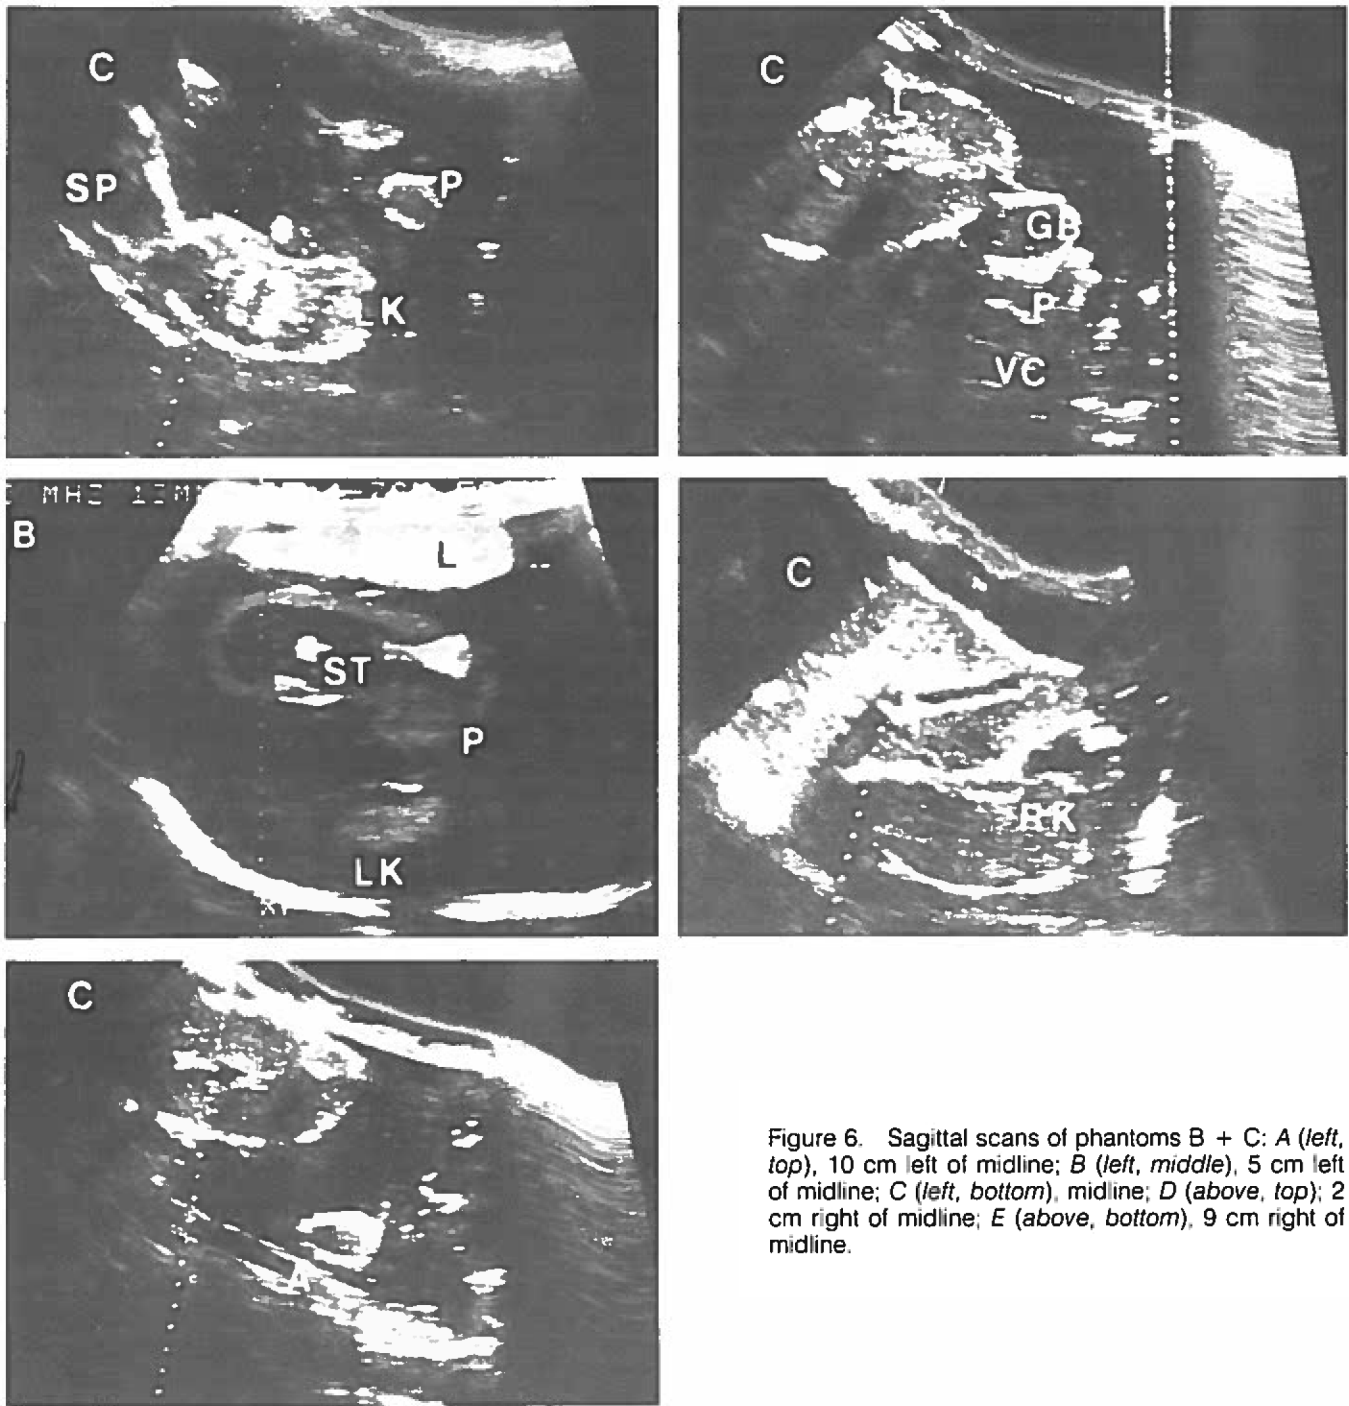 C
SP
P
LK
C
L
GB
P
VC
B
L
ST
P
LK
C
RK
C
A
Figure 6. Sagittal scans of phantoms B + C: A (left,
top), 10 cm left of midline; B (left, middle), 5 cm left
of midline; C (left, bottom), midline; D (above, top); 2
cm right of midline; E (above, bottom), 9 cm right of
midline.